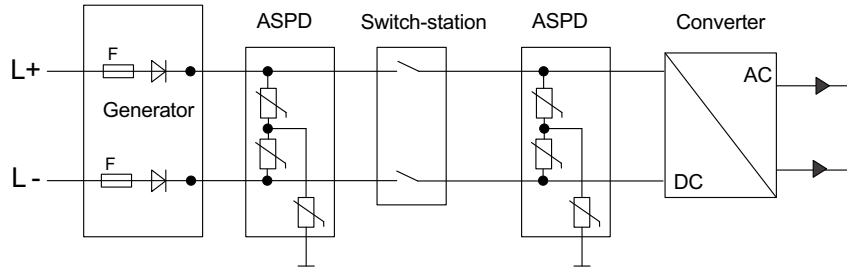 ASPD
Switch-station
ASPD
Converter
L+
F
Generator
AC
L -
F
DC